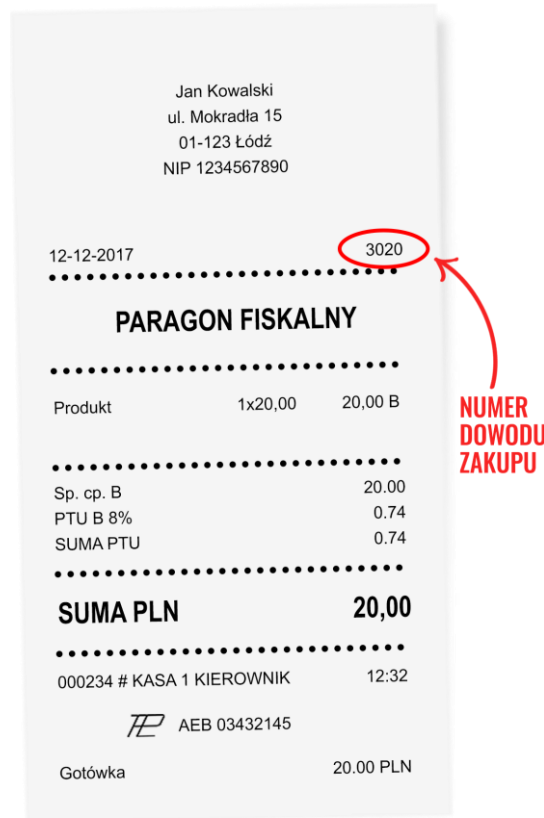 Jan Kowalski
ul. Mokradła 15
01-123 Łódź
NIP 1234567890
12-12-2017 3020
PARAGON FISKALNY
Produkt 1x20,00 20,00 B
NUMER
DOWODU
ZAKUPU
Sp. cp. B 20.00
PTU B 8% 0.74
SUMA PTU 0.74
SUMA PLN 20,00
000234 # KASA 1 KIEROWNIK 12:32
AEB 03432145
Gotówka 20.00 PLN